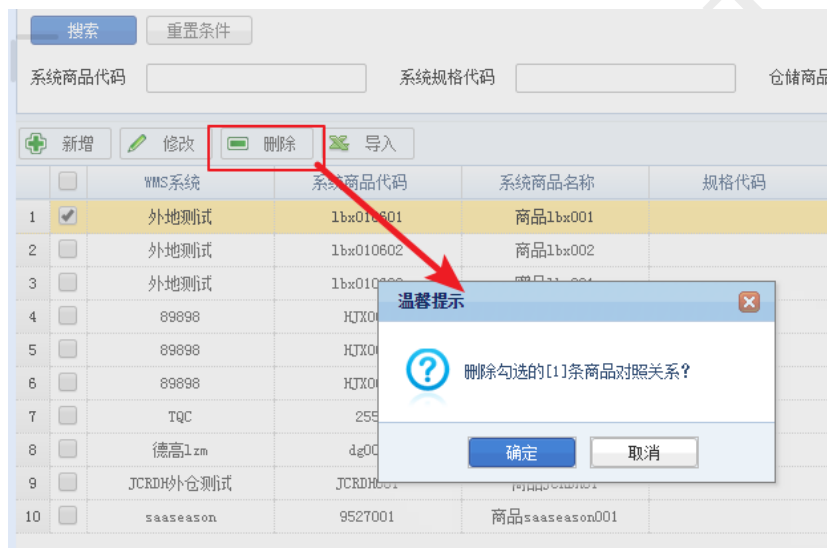 搜索 重置条件
系统商品代码 系统规格代码 仓储商品
新增 修改 删除 导入
WMS系统 系统商品代码 系统商品名称 规格代码
1 外地测试 lbx010601 商品lbx001
2 外地测试 lbx010602 商品lbx002
3 外地测试
温馨提示
4 89898
5 89898
删除勾选的[1]条商品对照关系?
6 89898
7 TQC 255
8 德高lzm
确定 取消
9 JCRDH外仓测试
10 saaseason 9527001 商品saaseason001